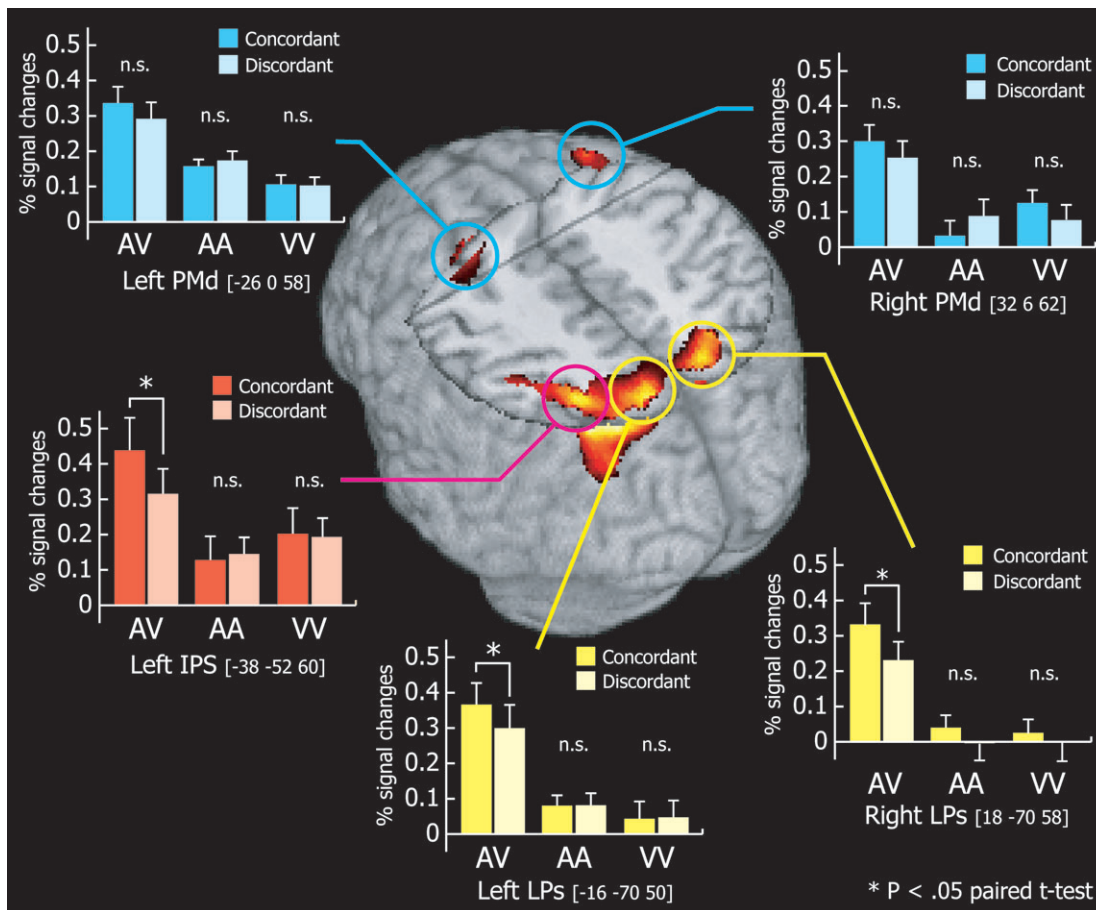 % signal changes
0.5
0.4
0.3
0.2
0.1
0
Concordant
Discordant
n.s.
n.s.
n.s.
AV AA VV
Left PMd [-26 0 58]
% signal changes
0.5
0.4
0.3
0.2
0.1
0
Concordant
Discordant
n.s.
n.s.
n.s.
AV AA VV
Right PMd [32 6 62]
% signal changes
0.5
0.4
0.3
0.2
0.1
0
Concordant
Discordant
*
n.s.
n.s.
AV AA VV
Left IPS [-38 -52 60]
% signal changes
0.5
0.4
0.3
0.2
0.1
0
Concordant
Discordant
*
n.s.
n.s.
AV AA VV
Left LPs [-16 -70 50]
% signal changes
0.5
0.4
0.3
0.2
0.1
0
Concordant
Discordant
*
n.s.
n.s.
AV AA VV
Right LPs [18 -70 58]
* P < .05 paired t-test